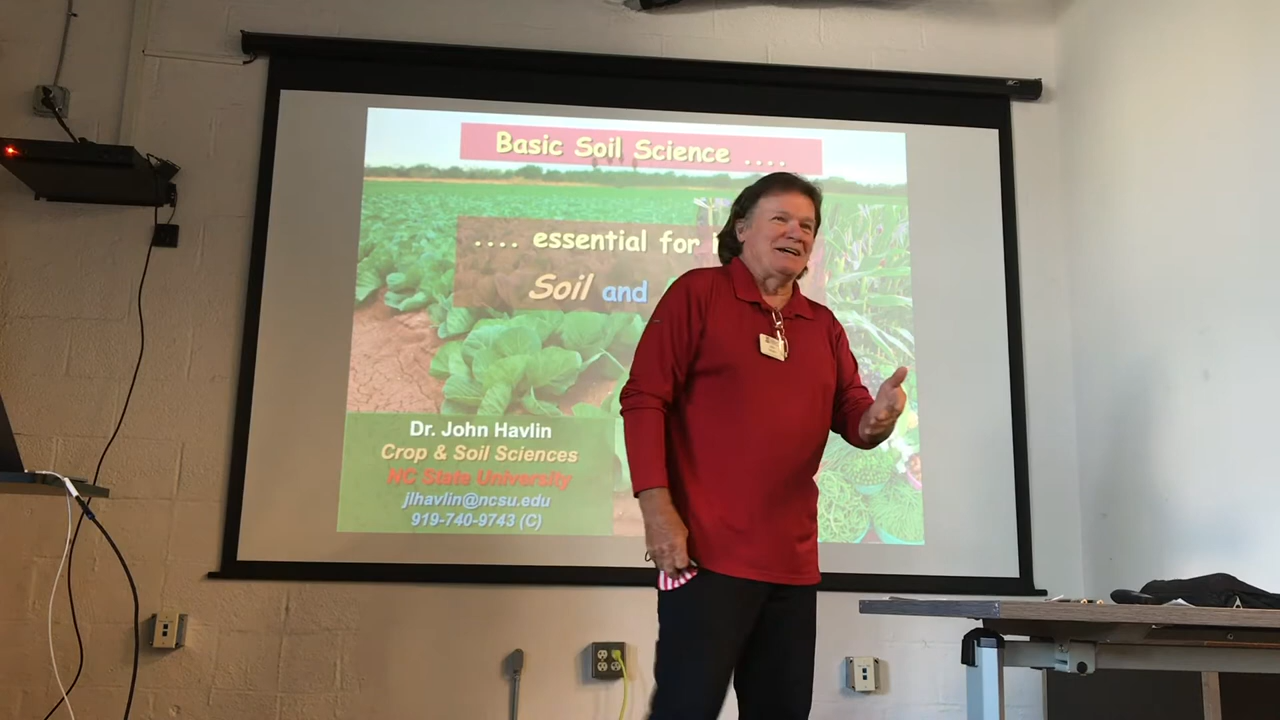 Basic Soil Science ....
.... essential for
Soil and
Dr. John Havlin
Crop & Soil Sciences
NC State University
jlhavlin@ncsu.edu
919-740-9743 (C)